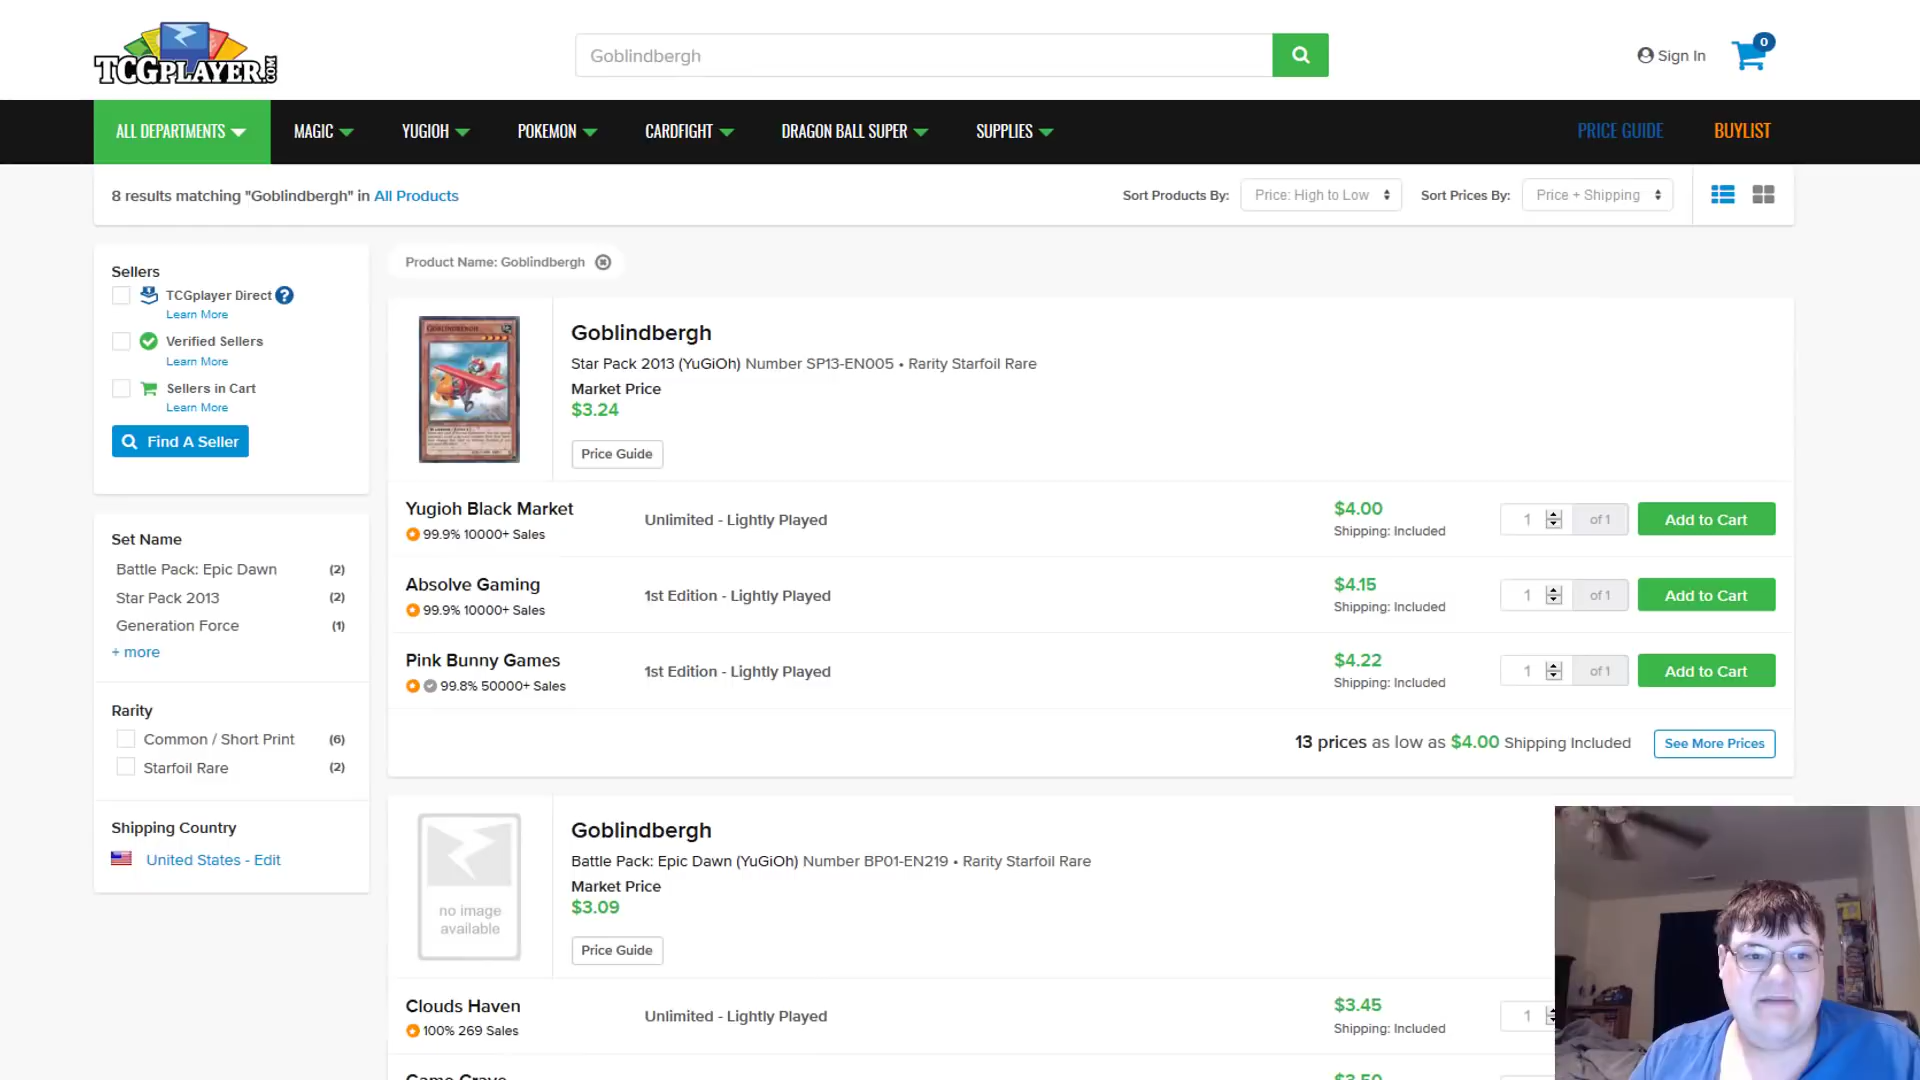 TCGPLAYER.COM
Goblindbergh
Sign In
0
ALL DEPARTMENTS
MAGIC
YUGIOH
POKEMON
CARDFIGHT
DRAGON BALL SUPER
SUPPLIES
PRICE GUIDE
BUYLIST
8 results matching "Goblindbergh" in All Products
Sort Products By:
Price: High to Low
Sort Prices By:
Price + Shipping
Sellers
TCGplayer Direct ?
Learn More
Verified Sellers
Learn More
Sellers in Cart
Learn More
Find A Seller
Set Name
Battle Pack: Epic Dawn (2)
Star Pack 2013 (2)
Generation Force (1)
+ more
Rarity
Common / Short Print (6)
Starfoil Rare (2)
Shipping Country
United States - Edit
Product Name: Goblindbergh
GOBLINDBERGH
Goblindbergh
Star Pack 2013 (YuGiOh) Number SP13-EN005 • Rarity Starfoil Rare
Market Price
$3.24
Price Guide
Yugioh Black Market
99.9% 10000+ Sales
Unlimited - Lightly Played
$4.00
Shipping: Included
1
of 1
Add to Cart
Absolve Gaming
99.9% 10000+ Sales
1st Edition - Lightly Played
$4.15
Shipping: Included
1
of 1
Add to Cart
Pink Bunny Games
99.8% 50000+ Sales
1st Edition - Lightly Played
$4.22
Shipping: Included
1
of 1
Add to Cart
13 prices as low as $4.00 Shipping Included
See More Prices
no image
available
Goblindbergh
Battle Pack: Epic Dawn (YuGiOh) Number BP01-EN219 • Rarity Starfoil Rare
Market Price
$3.09
Price Guide
Clouds Haven
100% 269 Sales
Unlimited - Lightly Played
$3.45
Shipping: Included
1
$3.50